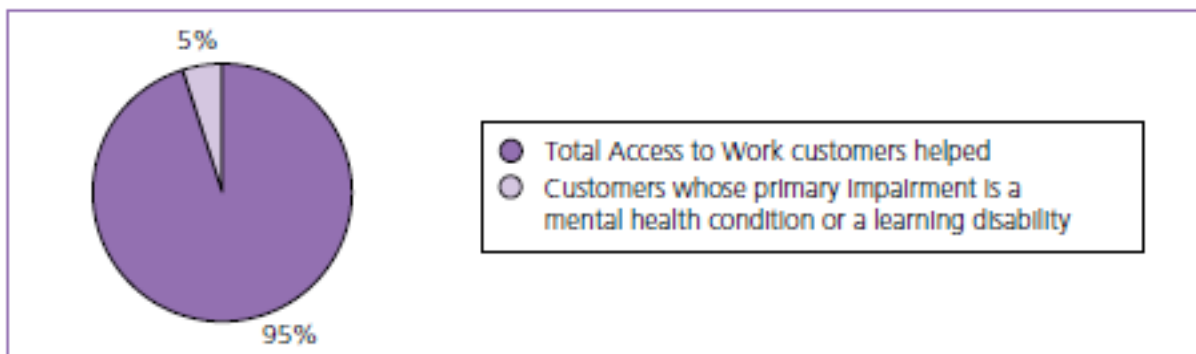 5%
95%
Total Access to Work customers helped
Customers whose primary impairment is a
mental health condition or a learning disability